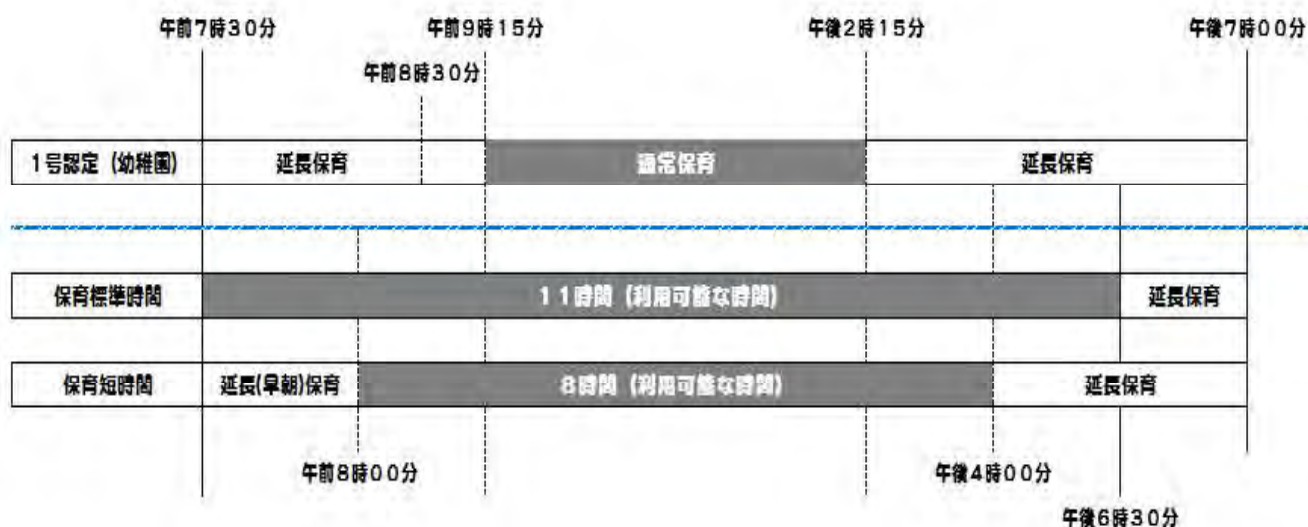 午前7時30分 午前9時15分 午後2時15分 午後7時00分
午前8時30分
1号認定（幼稚園） 延長保育 通常保育 延長保育
保育標準時間 11時間（利用可能な時間） 延長保育
保育短時間 延長(早朝)保育 8時間（利用可能な時間） 延長保育
午前8時00分 午後4時00分
午後6時30分